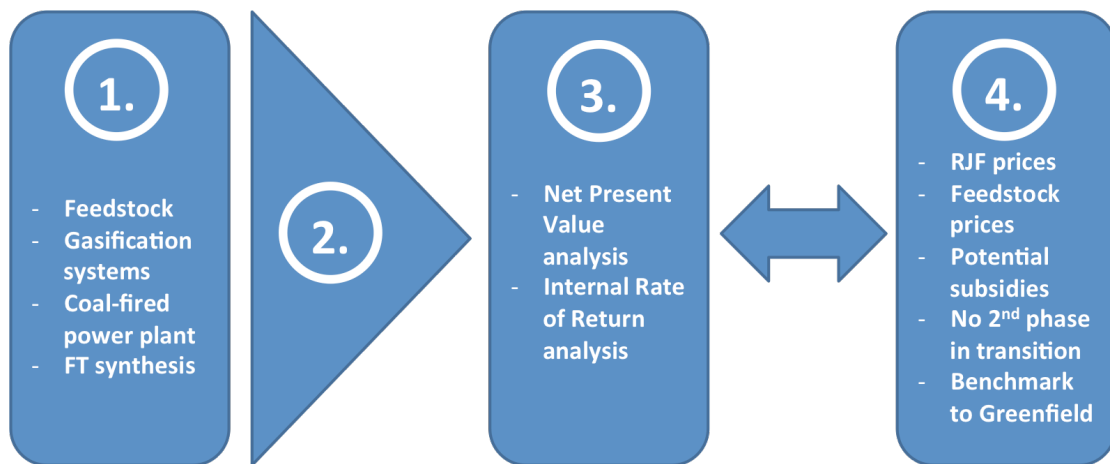 1.
- Feedstock
- Gasification
systems
- Coal-fired
power plant
- FT synthesis
2.
3.
- Net Present
Value
analysis
- Internal Rate
of Return
analysis
4.
- RJF prices
- Feedstock
prices
- Potential
subsidies
- No 2nd phase
in transition
- Benchmark
to Greenfield